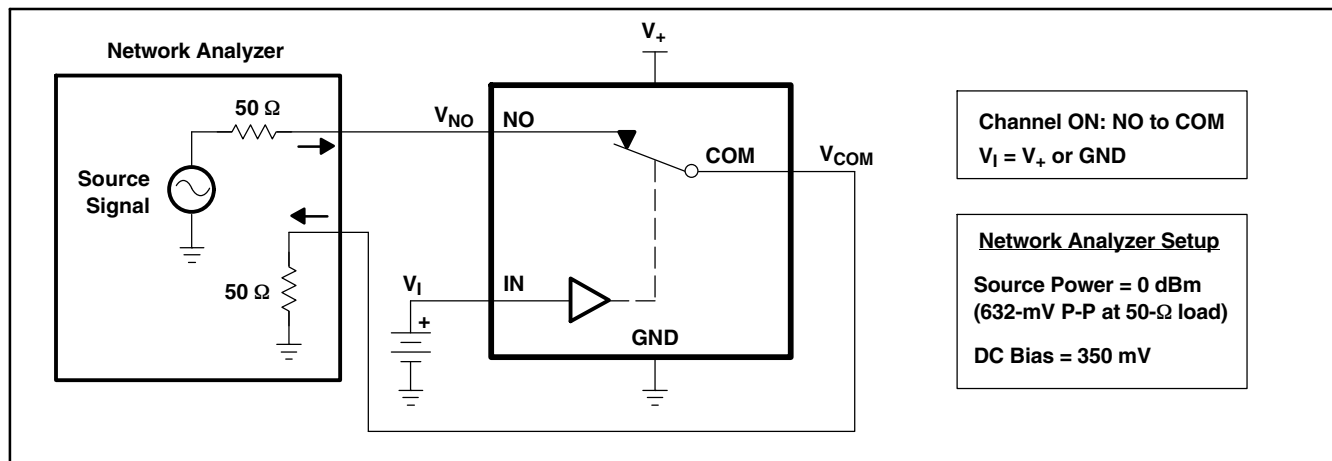 Network Analyzer
50 Ω
Source
Signal
50 Ω
V+
VNO
NO
COM
VCOM
VI
+
IN
GND
Channel ON: NO to COM
VI = V+ or GND
Network Analyzer Setup
Source Power = 0 dBm
(632-mV P-P at 50-Ω load)
DC Bias = 350 mV